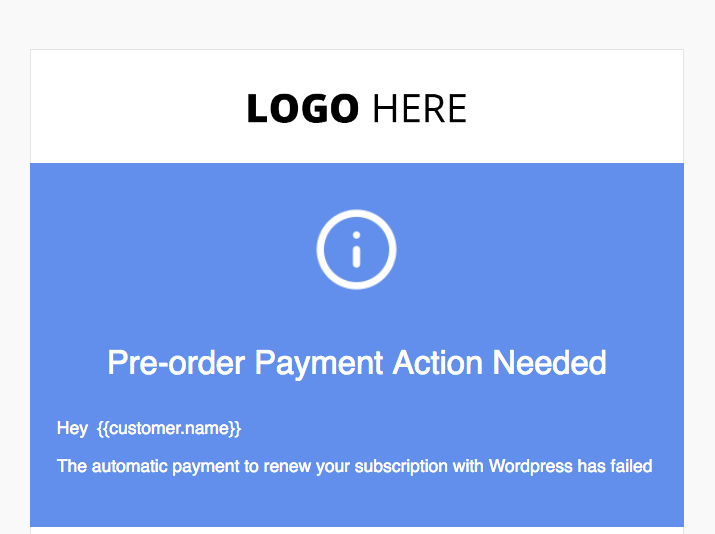 LOGO HERE
Pre-order Payment Action Needed
Hey {{customer.name}}
The automatic payment to renew your subscription with Wordpress has failed